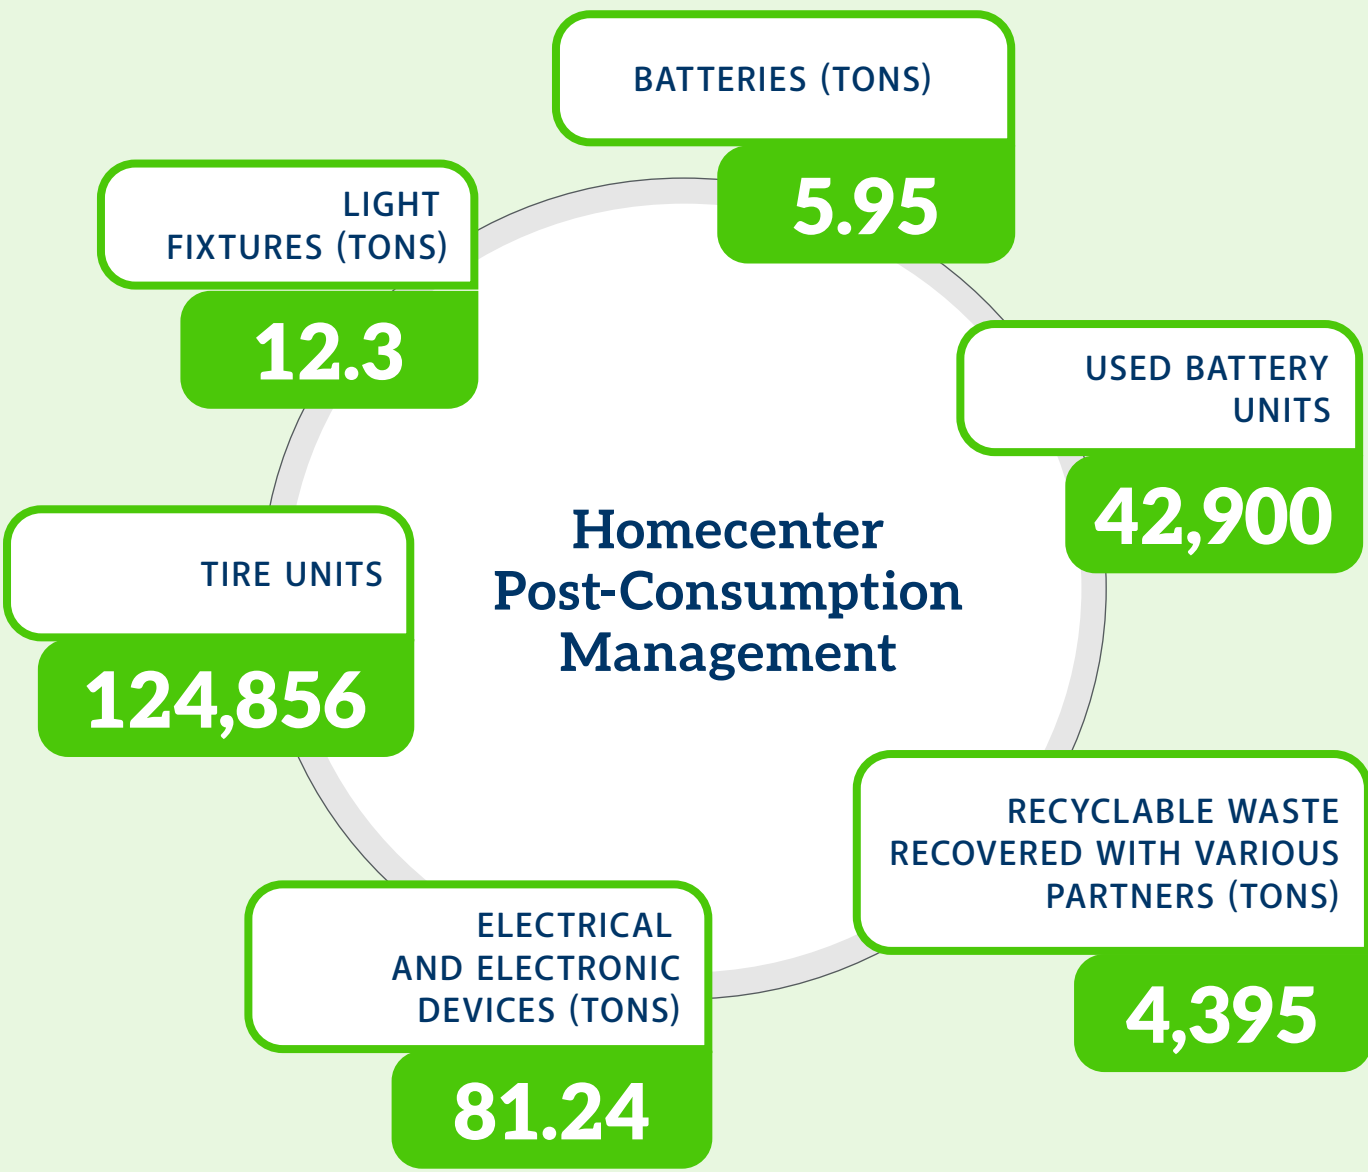 BATTERIES (TONS)
5.95
LIGHT
FIXTURES (TONS)
12.3
USED BATTERY
UNITS
42,900
Homecenter
Post-Consumption
Management
TIRE UNITS
124,856
RECYCLABLE WASTE
RECOVERED WITH VARIOUS
PARTNERS (TONS)
4,395
ELECTRICAL
AND ELECTRONIC
DEVICES (TONS)
81.24